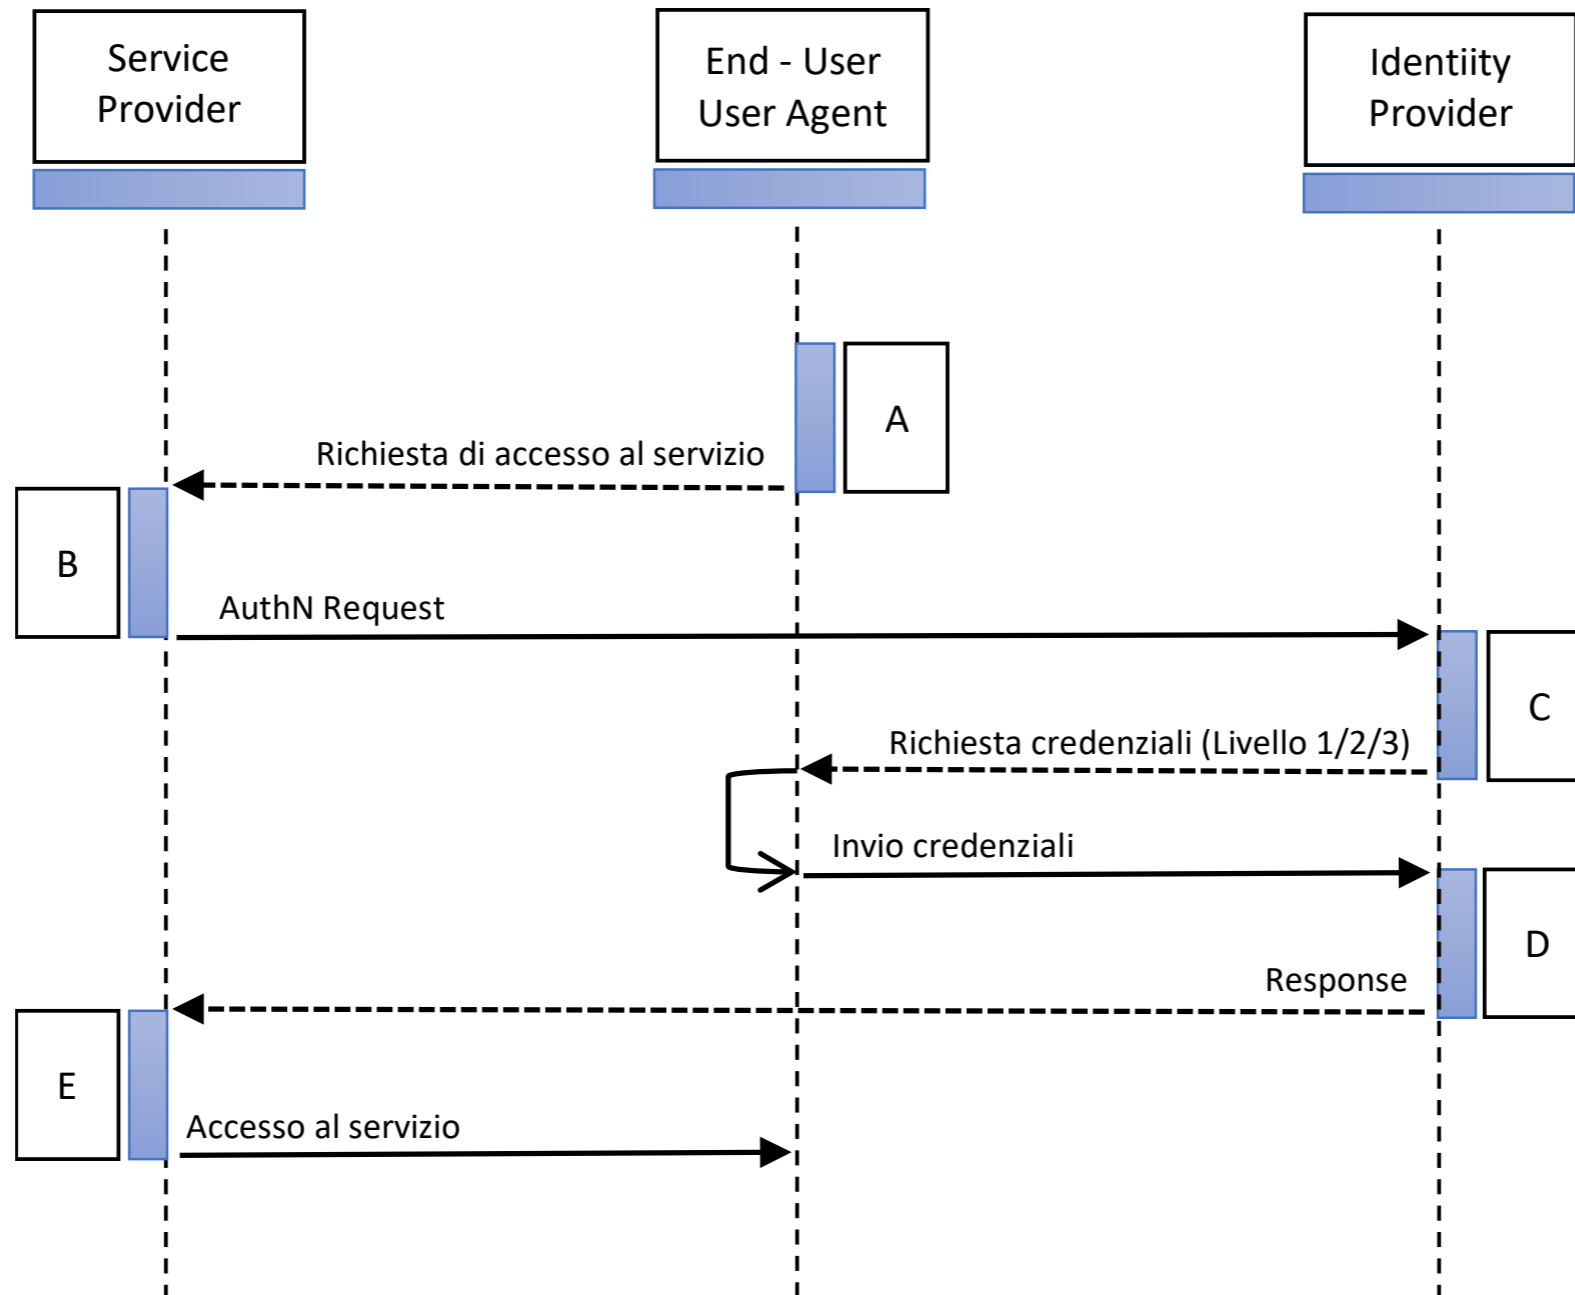 Service
Provider
End - User
User Agent
Identiity
Provider
A
Richiesta di accesso al servizio
B
AuthN Request
C
Richiesta credenziali (Livello 1/2/3)
Invio credenziali
D
Response
E
Accesso al servizio